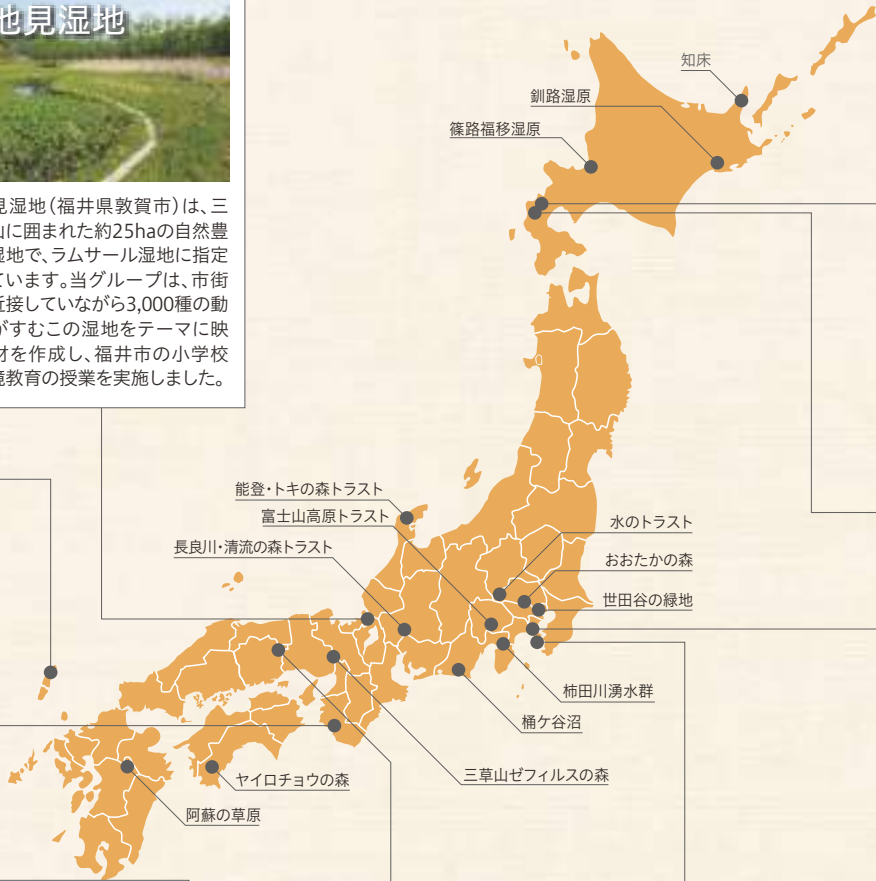 地見湿地
見湿地(福井県敦賀市)は、三
山に囲まれた約25haの自然豊
湿地で、ラムサール湿地に指定
ています。当グループは、市街
近接していながら3,000種の動
がすむこの湿地をテーマに映
材を作成し、福井市の小学校
境教育の授業を実施しました。
知床
釧路湿原
篠路福移湿原
能登・トキの森トラスト
富士山高原トラスト
長良川・清流の森トラスト
水のトラスト
おおたかの森
世田谷の緑地
柿田川湧水群
桶ケ谷沼
三草山ゼフィルスの森
ヤイロチョウの森
阿蘇の草原